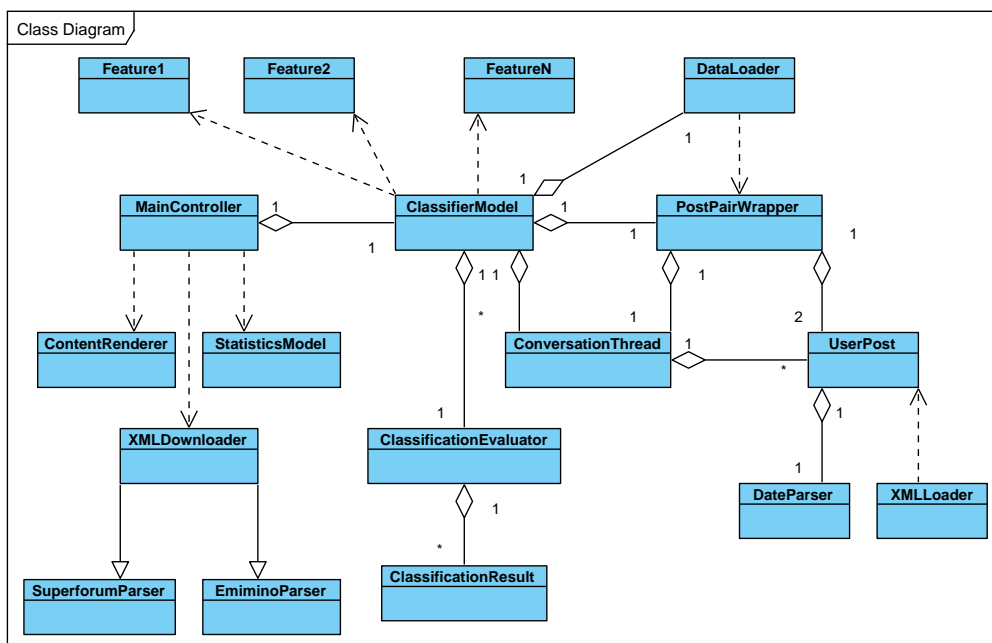 Class Diagram
Feature1
Feature2
FeatureN
DataLoader
1
1
MainController
1
ClassifierModel
1
PostPairWrapper
1
1
1
1
1
1
*
1
2
ContentRenderer
StatisticsModel
ConversationThread
1
UserPost
*
1
1
XMLDownloader
ClassificationEvaluator
1
DateParser
XMLLoader
1
*
SuperforumParser
EmiminoParser
ClassificationResult